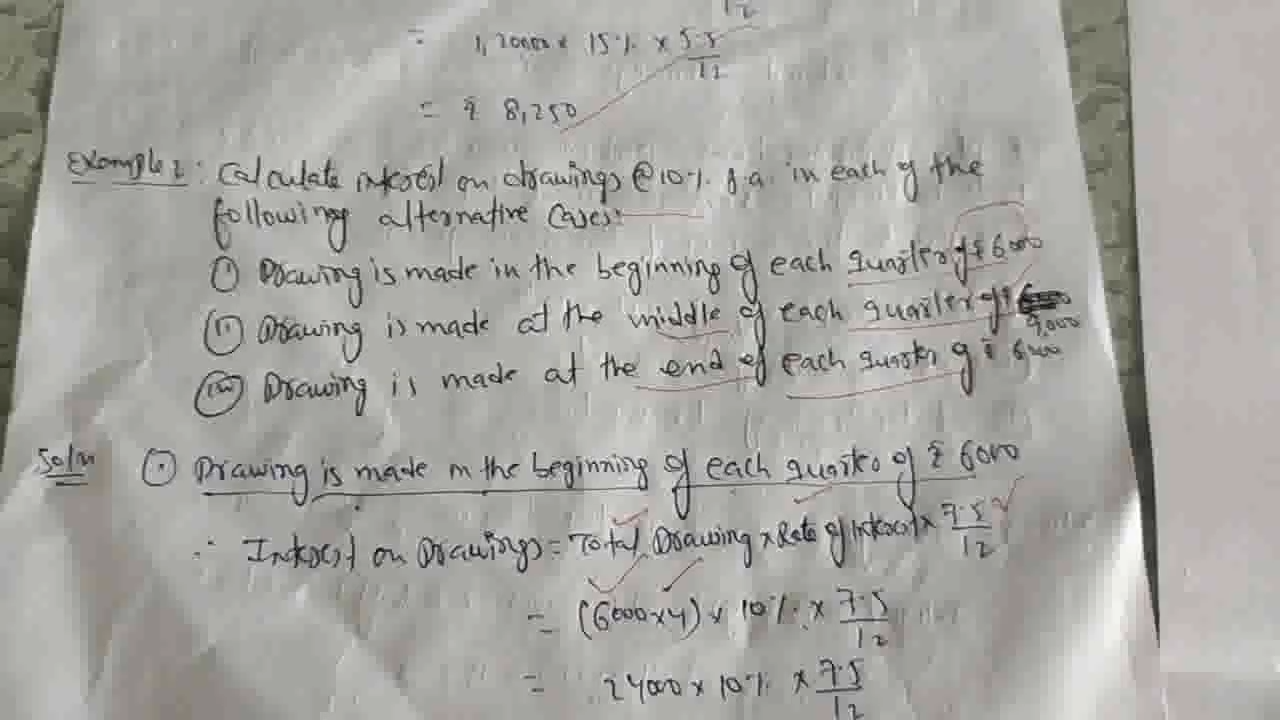 12
= 1,20000 × 15% × 5.5/12
= ₹ 8,250
Example 2: Calculate interest on drawings @ 10% p.a. in each of the
following alternative cases:
(i) Drawing is made in the beginning of each quarter of ₹ 6000
(ii) Drawing is made at the middle of each quarter of ₹
9,000
(iii) Drawing is made at the end of each quarter of ₹ 6000
Soln (i) Drawing is made in the beginning of each quarter of ₹ 6000
∴ Interest on Drawings = Total Drawing × Rate of Interest × 7.5/12
= (6000×4) × 10% × 7.5/12
= 24000 × 10% × 7.5/12